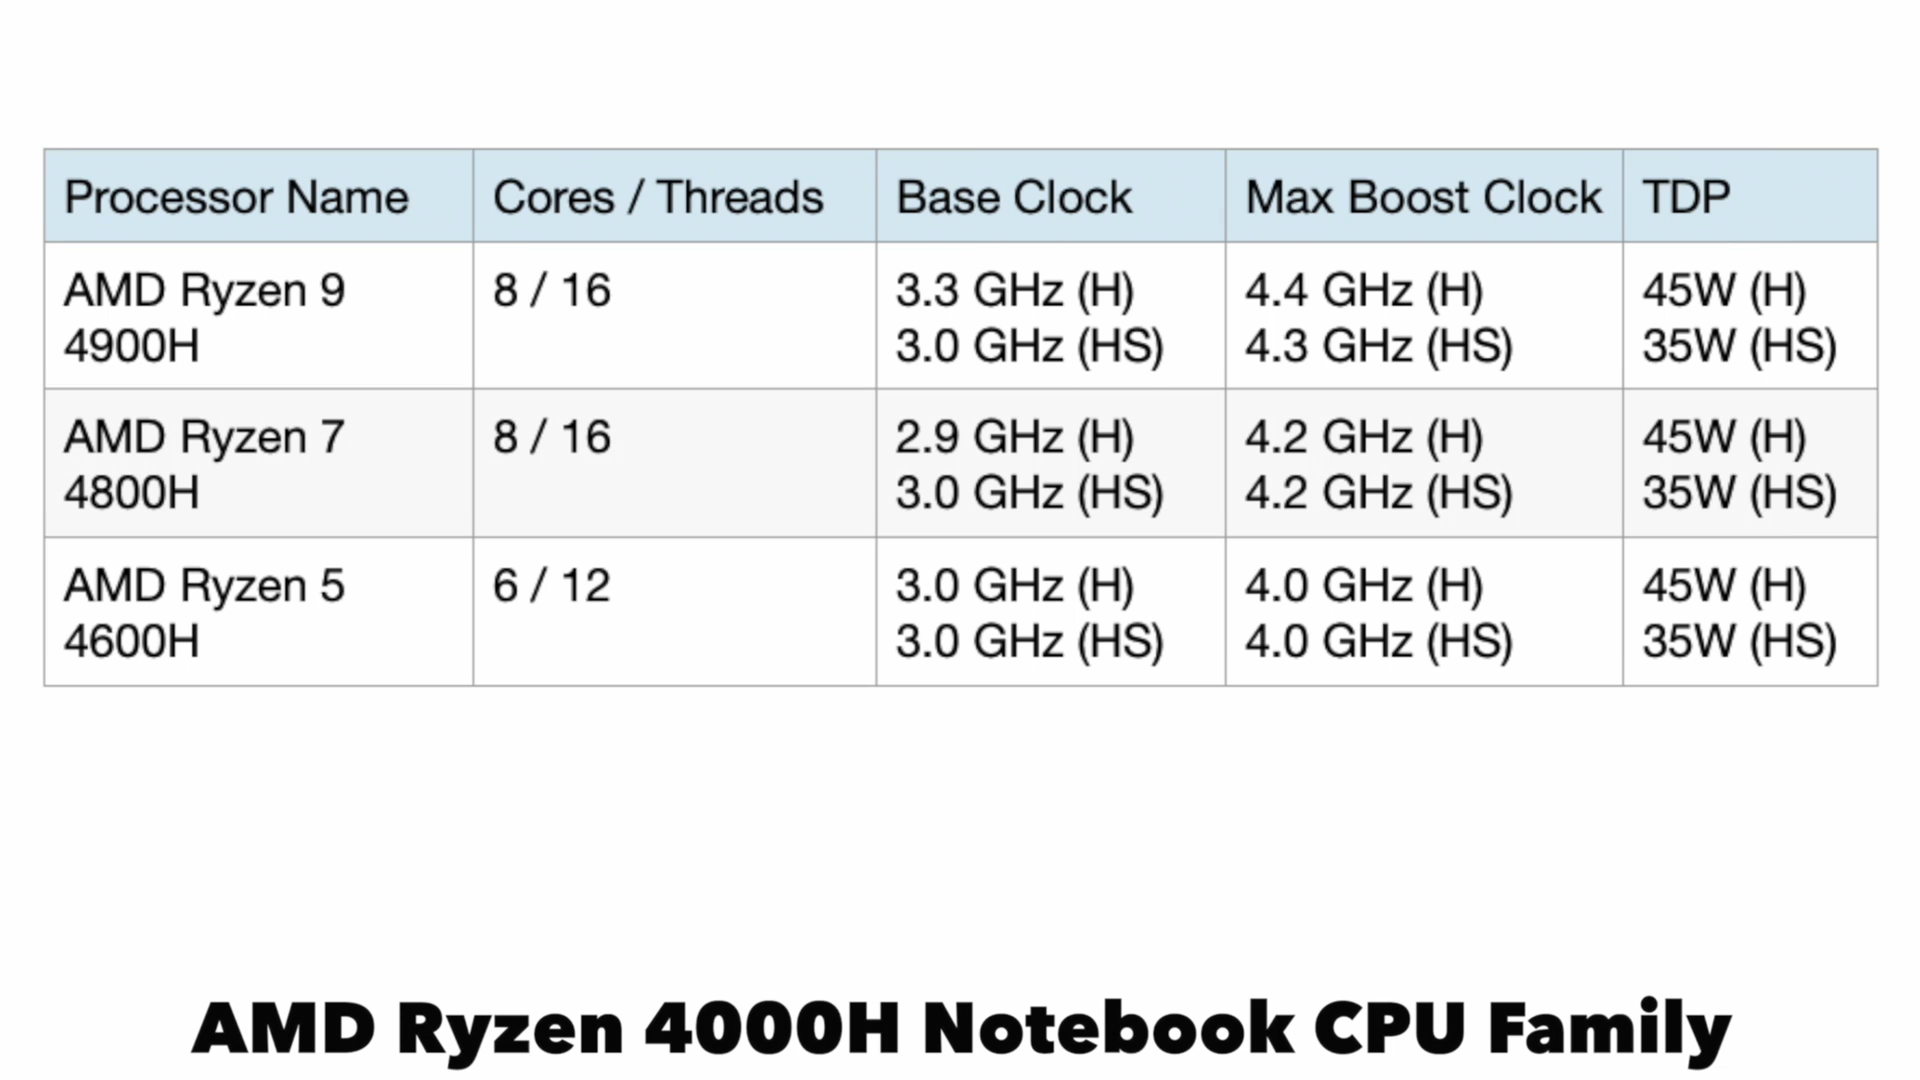 Processor Name Cores / Threads Base Clock Max Boost Clock TDP
AMD Ryzen 9 8 / 16 3.3 GHz (H) 4.4 GHz (H) 45W (H)
4900H 3.0 GHz (HS) 4.3 GHz (HS) 35W (HS)
AMD Ryzen 7 8 / 16 2.9 GHz (H) 4.2 GHz (H) 45W (H)
4800H 3.0 GHz (HS) 4.2 GHz (HS) 35W (HS)
AMD Ryzen 5 6 / 12 3.0 GHz (H) 4.0 GHz (H) 45W (H)
4600H 3.0 GHz (HS) 4.0 GHz (HS) 35W (HS)
AMD Ryzen 4000H Notebook CPU Family